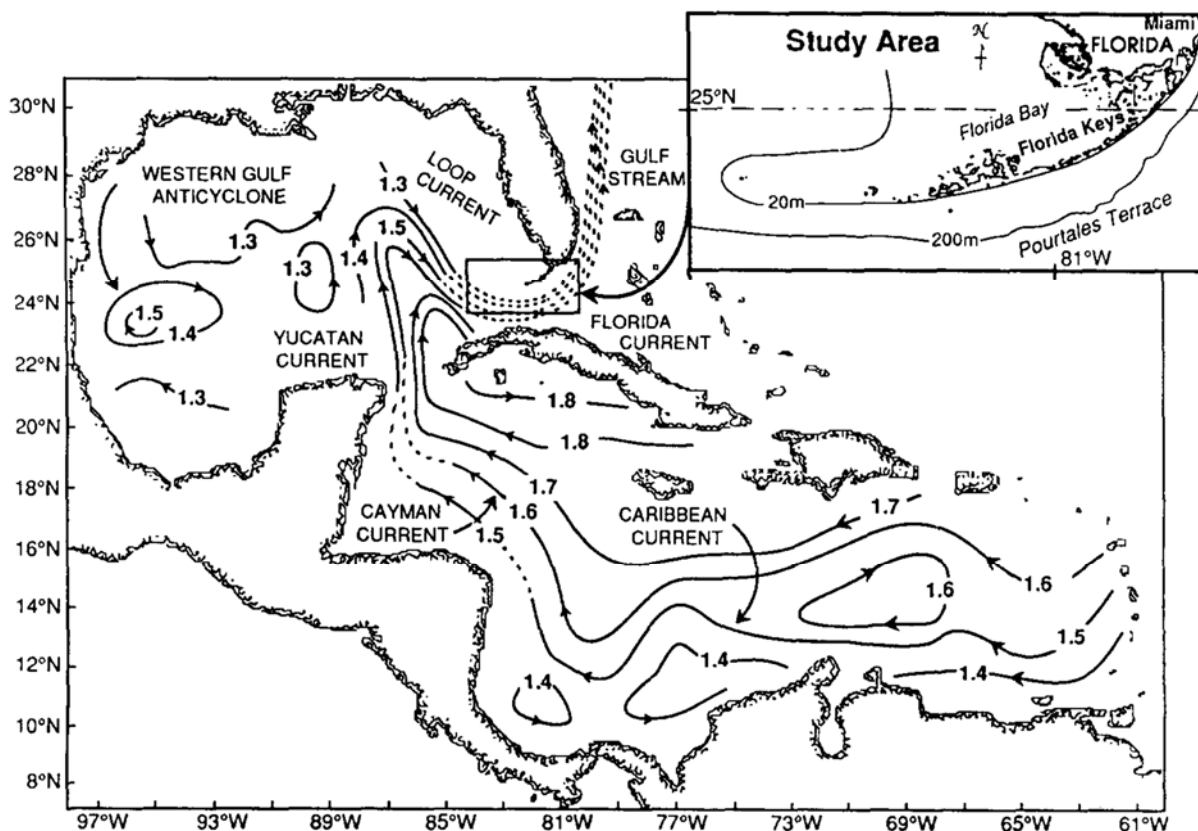 Study Area
N
Miami
FLORIDA
25°N
Florida Bay
Florida Keys
20m
200m
Pourtales Terrace
81°W
30°N
28°N
26°N
24°N
22°N
20°N
18°N
16°N
14°N
12°N
10°N
8°N
97°W
93°W
89°W
85°W
81°W
77°W
73°W
69°W
65°W
61°W
WESTERN GULF
ANTICYCLONE
LOOP
CURRENT
GULF
STREAM
YUCATAN
CURRENT
FLORIDA
CURRENT
CAYMAN
CURRENT
CARIBBEAN
CURRENT
1.3
1.3
1.5
1.3
1.4
1.5
1.4
1.3
1.8
1.8
1.7
1.6
1.5
1.7
1.6
1.6
1.5
1.4
1.4
1.4